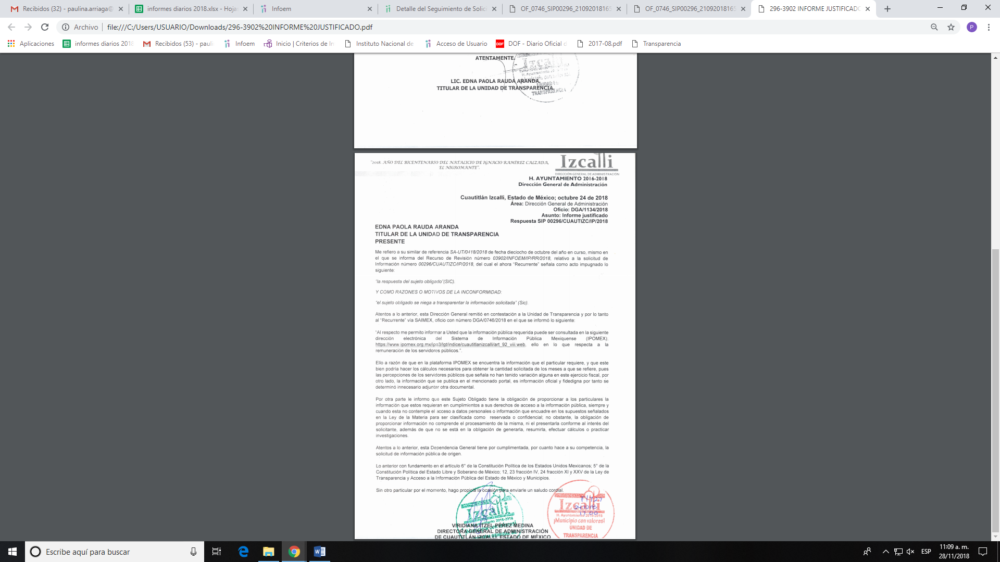 Recibidos (32) - paulina.arriaga@
informes diarios 2018.xlsx - Hoja
Infoem
Detalle del Seguimiento de Solici
OF_0746_SIP00296_2109201816
OF_0746_SIP00296_2109201816
296-3902 INFORME JUSTIFICADO
Archivo
file:///C:/Users/USUARIO/Downloads/296-3902%20INFORME%20JUSTIFICADO.pdf
P
Aplicaciones
informes diarios 2018
Recibidos (53) - pauli
Infoem
Inicio | Criterios de In
Instituto Nacional de
Acceso de Usuario
DOF - Diario Oficial d
2017-08.pdf
Transparencia
ATENTAMENTE.
Izcalli
LIC. EDNA PAOLA RAUDA ARANDA.
TITULAR DE LA UNIDAD DE TRANSPARENCIA.
UNIDAD DE
TRANSPARENCIA
"2018. AÑO DEL BICENTENARIO DEL NATALICIO DE IGNACIO RAMÍREZ CALZADA,
EL NIGROMANTE".
Izcalli
DIRECCIÓN GENERAL DE ADMINISTRACIÓN
H. AYUNTAMIENTO 2016-2018
Dirección General de Administración
Cuautitlán Izcalli, Estado de México; octubre 24 de 2018
Área: Dirección General de Administración
Oficio: DGA/1134/2018
Asunto: Informe justificado
Respuesta SIP 00296/CUAUTIZC/IP/2018
EDNA PAOLA RAUDA ARANDA
TITULAR DE LA UNIDAD DE TRANSPARENCIA
PRESENTE
Me refiero a su similar de referencia SA-UT/0418/2018 de fecha dieciocho de octubre del año en curso, mismo en
el que se informa del Recurso de Revisión número 03902/INFOEM/IP/RR/2018, relativo a la solicitud de
Información número 00296/CUAUTIZC/IP/2018, del cual el ahora "Recurrente" señala como acto impugnado lo
siguiente:
"la respuesta del sujeto obligado"(SIC).
Y COMO RAZONES O MOTIVOS DE LA INCONFORMIDAD:
"el sujeto obligado se niega a transparentar la información solicitada" (Sic).
Atentos a lo anterior, esta Dirección General remitió en contestación a la Unidad de Transparencia y por lo tanto
al "Recurrente" vía SAIMEX, oficio con número DGA/0746/2018 en el que se informó lo siguiente:
"Al respecto me permito informar a Usted que la información pública requerida puede ser consultada en la siguiente
dirección electrónica del Sistema de Información Pública Mexiquense (IPOMEX):
https://www.ipomex.org.mx/ipo3/lgt/indice/cuautitlanizcalli/art_92_viii.web, ello en lo que respecta a la
remuneración de los servidores públicos.".
Ello a razón de que en la plataforma IPOMEX se encuentra la información que el particular requiere, y que este
bien podría hacer los cálculos necesarios para obtener la cantidad solicitada de los meses a que se refiere, pues
las percepciones de los servidores públicos que señala no han tenido variación alguna en este ejercicio fiscal, por
otro lado, la información que se publica en el mencionado portal, es información oficial y fidedigna por tanto se
determinó innecesario adjuntar otra documental.
Por otra parte le informo que este Sujeto Obligado tiene la obligación de proporcionar a los particulares la
información que estos requieran en cumplimientos a sus derechos de acceso a la información pública, siempre y
cuando esta no contemple el acceso a datos personales o información que encuadre en los supuestos señalados
en la Ley de la Materia para ser clasificada como reservada o confidencial; no obstante, la obligación de
proporcionar información no comprende el procesamiento de la misma, ni el presentarla conforme al interés del
solicitante, además de que no se está en la obligación de generarla, resumirla, efectuar cálculos o practicar
investigaciones.
Atentos a lo anterior, esta Dependencia General tiene por cumplimentada, por cuanto hace a su competencia, la
solicitud de información pública de origen.
Lo anterior con fundamento en el artículo 6° de la Constitución Política de los Estados Unidos Mexicanos; 5° de la
Constitución Política del Estado Libre y Soberano de México; 12, 23 fracción IV, 24 fracción XI y XXV de la Ley de
Transparencia y Acceso a la Información Pública del Estado de México y Municipios.
Sin otro particular por el momento, hago propicia la ocasión para enviarle un saludo cordial.
Izcalli
VIRIDIANA ITZEL PÉREZ MEDINA
DIRECTORA GENERAL DE ADMINISTRACIÓN
DE CUAUTITLÁN IZCALLI, ESTADO DE MÉXICO
Izcalli
H. Ayuntamiento 2016-2018
¡Municipio con valores!
UNIDAD DE
TRANSPARENCIA
17:00
Escribe aquí para buscar
ESP
11:09 a. m.
28/11/2018